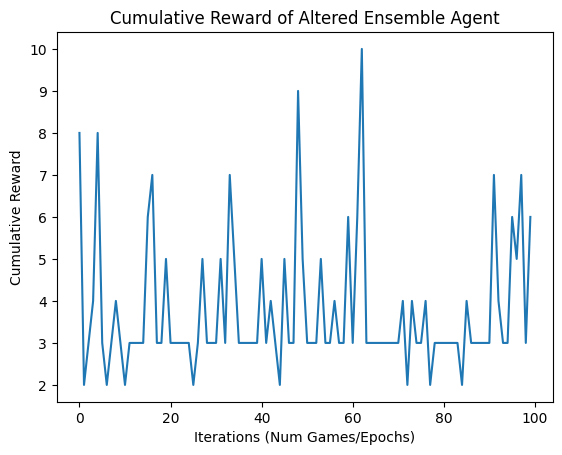 Cumulative Reward of Altered Ensemble Agent
10
9
8
7
6
5
4
3
2
Cumulative Reward
0 20 40 60 80 100
Iterations (Num Games/Epochs)